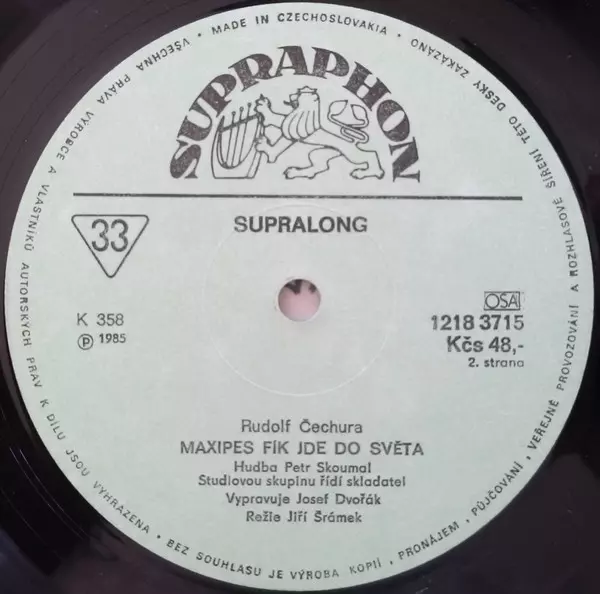 MADE IN CZECHOSLOVAKIA • VŠECHNA PRÁVA VÝROBCE A VLASTNÍKŮ AUTORSKÝCH PRÁV K DÍLU JSOU VYHRAZENA • BEZ SOUHLASU JE VÝROBA KOPIÍ, PRONÁJEM, PŮJČOVÁNÍ, VEŘEJNÉ PROVOZOVÁNÍ A ROZHLASOVÉ ŠÍŘENÍ TÉTO DESKY ZAKÁZÁNO •
SUPRAPHON
33
SUPRALONG
K 358
Ⓟ 1985
OSA
1218 3715
Kčs 48,-
2. strana
Rudolf Čechura
MAXIPES FÍK JDE DO SVĚTA
Hudba Petr Skoumal
Studiovou skupinu řídí skladatel
Vypravuje Josef Dvořák
Režie Jiří Šrámek